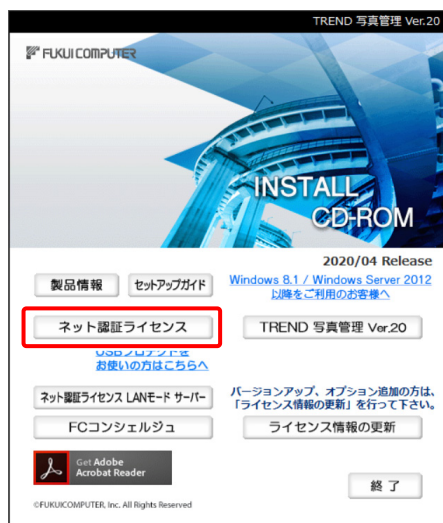 TREND 写真管理 Ver.20
FUKUI COMPUTER
INSTALL
CD-ROM
2020/04 Release
製品情報
セットアップガイド
Windows 8.1 / Windows Server 2012
以降をご利用のお客様へ
ネット認証ライセンス
TREND 写真管理 Ver.20
USBプロテクトを
お使いの方はこちらへ
ネット認証ライセンス LANモード サーバー
バージョンアップ、オプション追加の方は、
「ライセンス情報の更新」を行って下さい。
FCコンシェルジュ
ライセンス情報の更新
Get Adobe
Acrobat Reader
終了
©FUKUICOMPUTER, Inc. All Rights Reserved